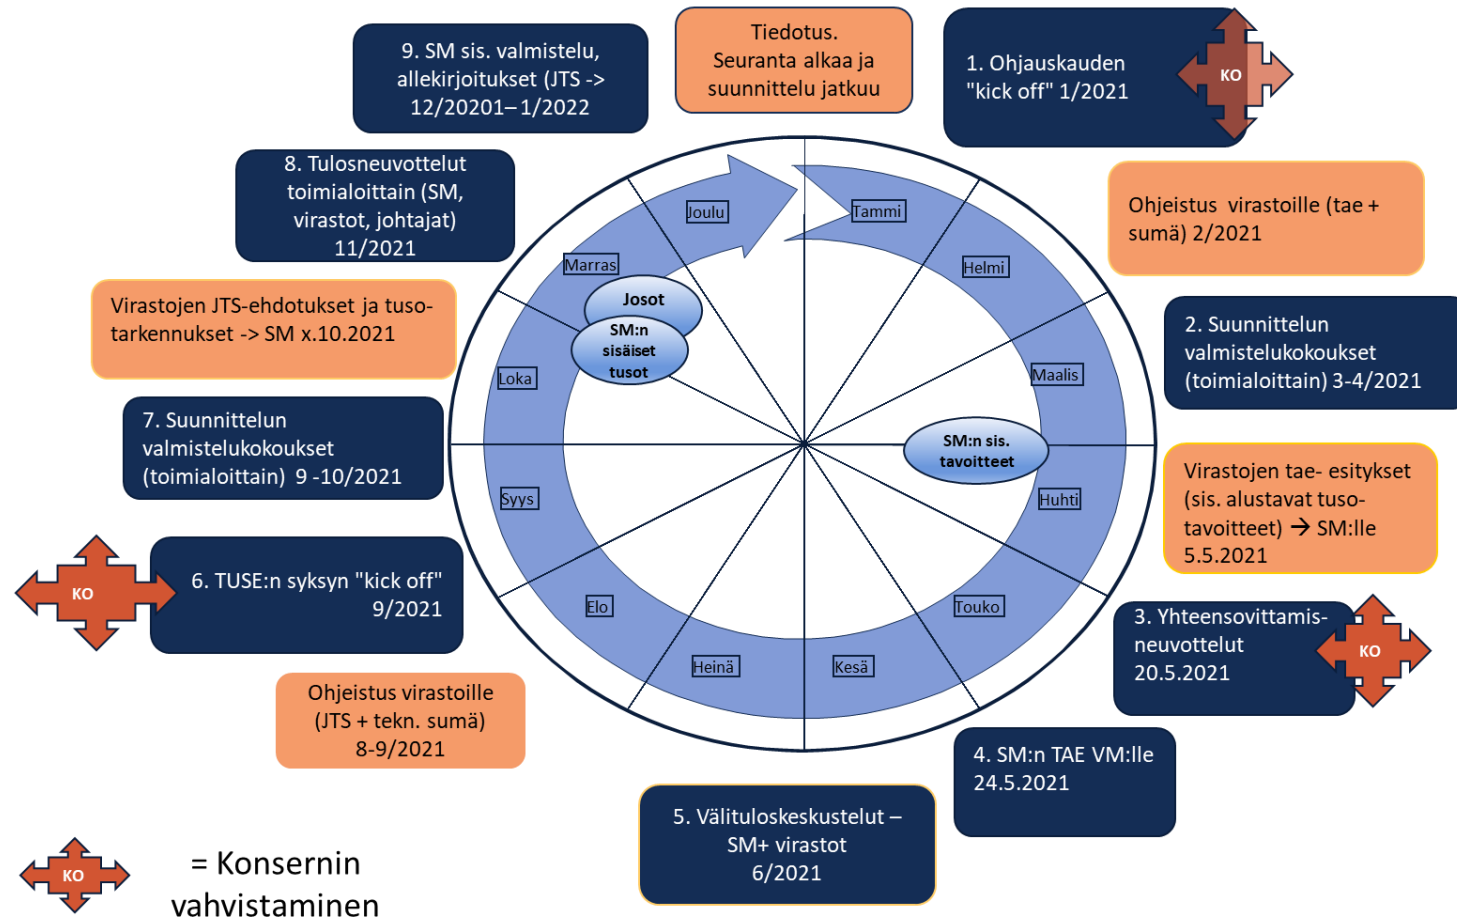 Tiedotus.
Seuranta alkaa ja
suunnittelu jatkuu
1. Ohjauskauden
"kick off" 1/2021
KO
Ohjeistus virastoille (tae +
sumä) 2/2021
2. Suunnittelun
valmistelukokoukset
(toimialoittain) 3-4/2021
Virastojen tae- esitykset
(sis. alustavat tuso-
tavoitteet) → SM:lle
5.5.2021
3. Yhteensovittamis-
neuvottelut
20.5.2021
KO
4. SM:n TAE VM:lle
24.5.2021
5. Välituloskeskustelut –
SM+ virastot
6/2021
Ohjeistus virastoille
(JTS + tekn. sumä)
8-9/2021
6. TUSE:n syksyn "kick off"
9/2021
KO
7. Suunnittelun
valmistelukokoukset
(toimialoittain) 9 -10/2021
Virastojen JTS-ehdotukset ja tuso-
tarkennukset -> SM x.10.2021
8. Tulosneuvottelut
toimialoittain (SM,
virastot, johtajat)
11/2021
9. SM sis. valmistelu,
allekirjoitukset (JTS ->
12/20201– 1/2022
Tammi
Helmi
Maalis
Huhti
Touko
Kesä
Heinä
Elo
Syys
Loka
Marras
Joulu
Josot
SM:n
sisäiset
tusot
SM:n sis.
tavoitteet
KO
= Konsernin
vahvistaminen